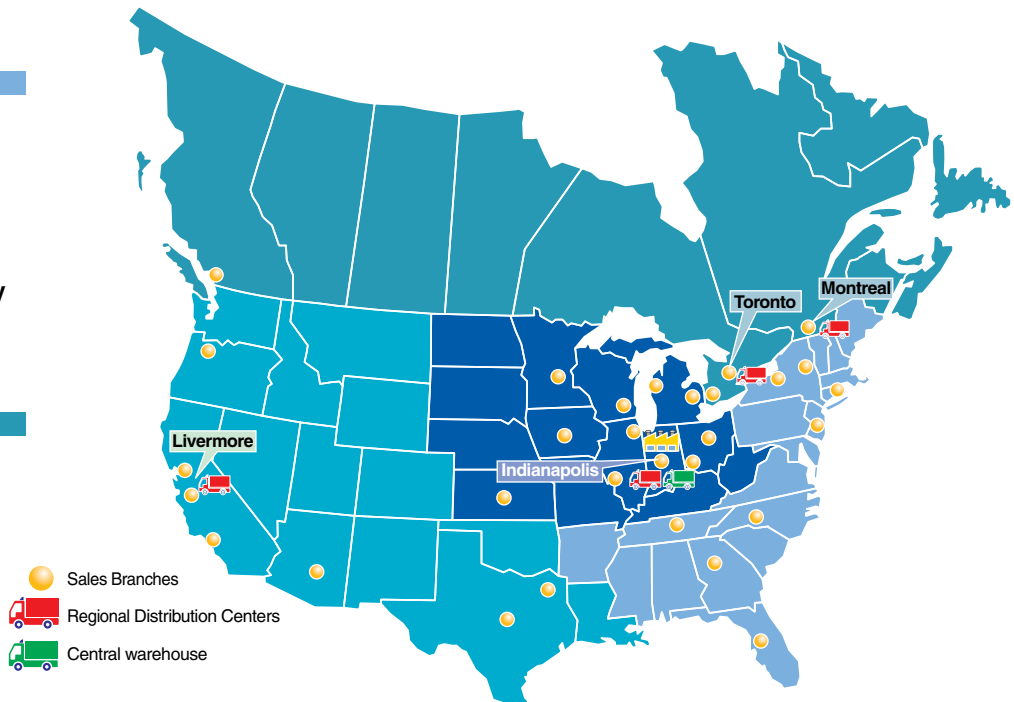 y
Montreal
Toronto
Livermore
Indianapolis
Sales Branches
Regional Distribution Centers
Central warehouse